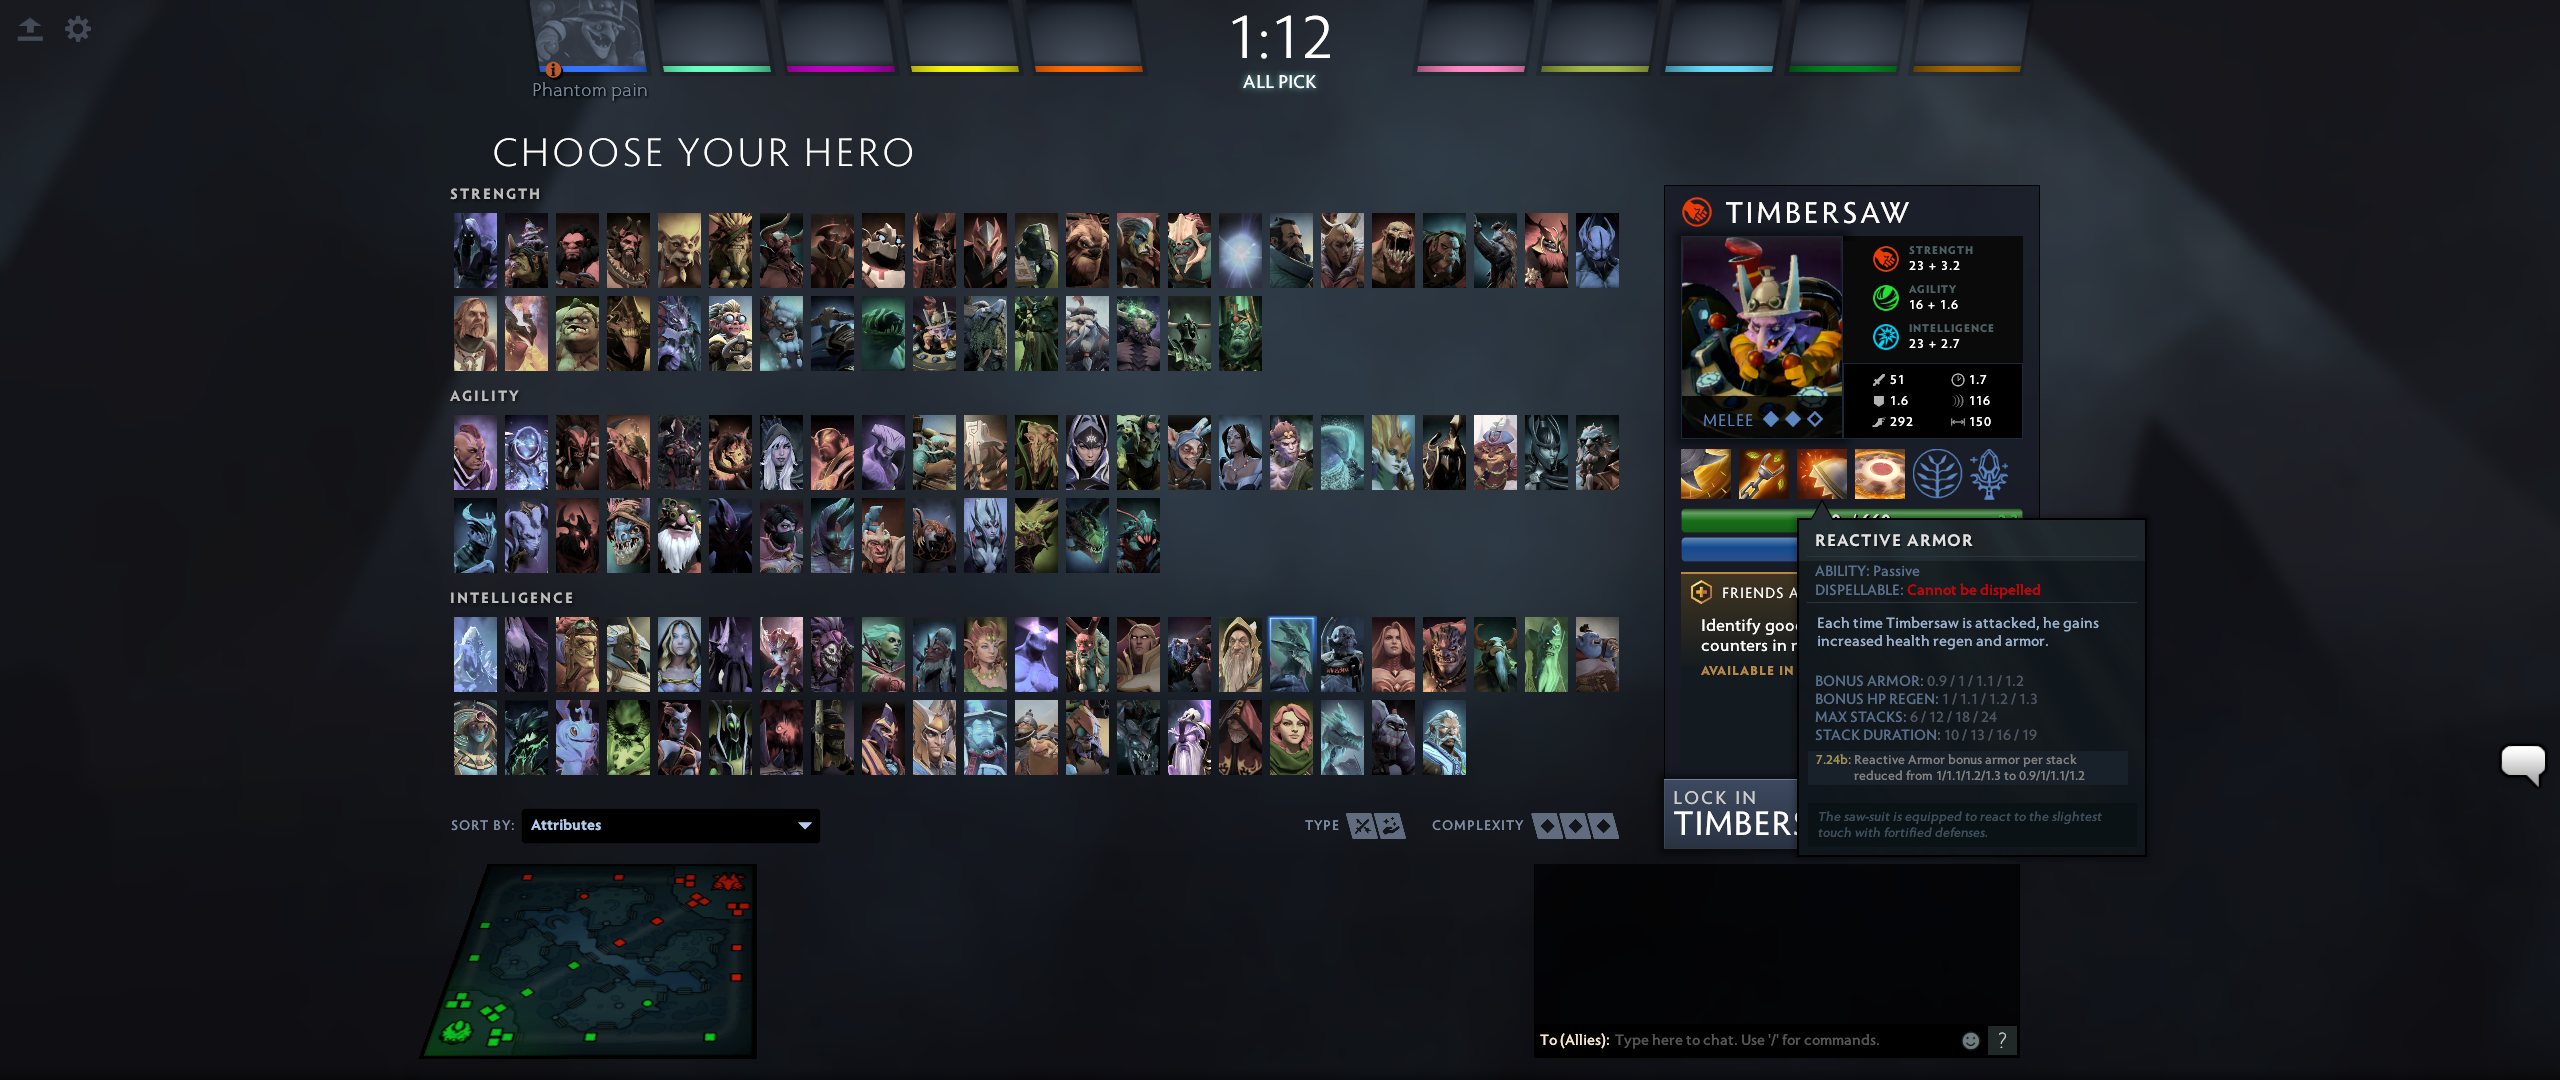 1:12
ALL PICK
Phantom pain
CHOOSE YOUR HERO
STRENGTH
AGILITY
INTELLIGENCE
SORT BY: Attributes
TYPE
COMPLEXITY
TIMBERSAW
STRENGTH
23 + 3.2
AGILITY
16 + 1.6
INTELLIGENCE
23 + 2.7
MELEE
51 1.7
1.6 116
292 150
FRIENDS A
Identify goo
counters in r
AVAILABLE IN
LOCK IN
TIMBERS
REACTIVE ARMOR
ABILITY: Passive
DISPELLABLE: Cannot be dispelled
Each time Timbersaw is attacked, he gains
increased health regen and armor.
BONUS ARMOR: 0.9 / 1 / 1.1 / 1.2
BONUS HP REGEN: 1 / 1.1 / 1.2 / 1.3
MAX STACKS: 6 / 12 / 18 / 24
STACK DURATION: 10 / 13 / 16 / 19
7.24b: Reactive Armor bonus armor per stack
reduced from 1/1.1/1.2/1.3 to 0.9/1/1.1/1.2
The saw-suit is equipped to react to the slightest
touch with fortified defenses.
To (Allies): Type here to chat. Use '/' for commands.
?